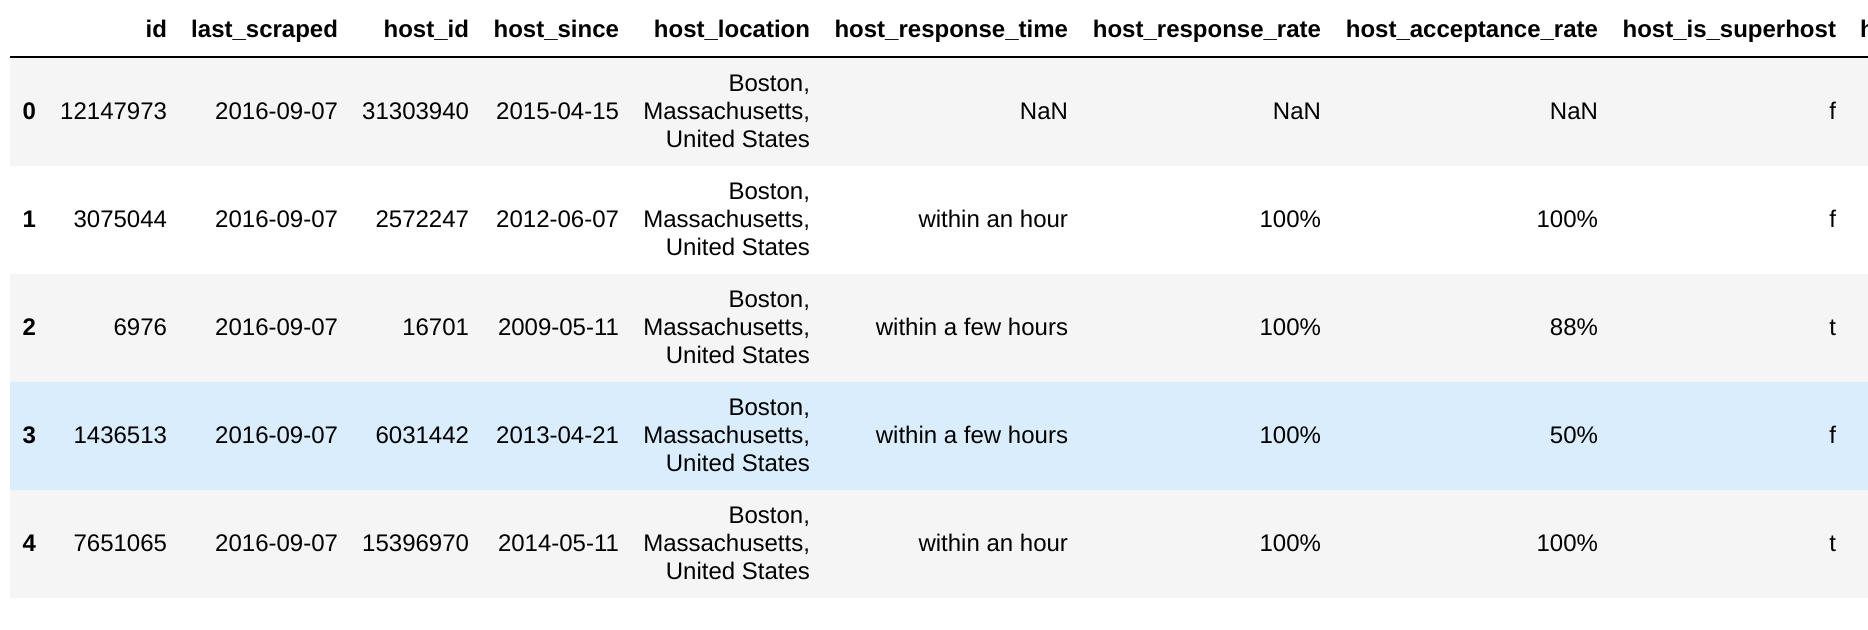 id last_scraped host_id host_since host_location host_response_time host_response_rate host_acceptance_rate host_is_superhost
Boston,
0 12147973 2016-09-07 31303940 2015-04-15 Massachusetts, NaN NaN NaN f
United States
Boston,
1 3075044 2016-09-07 2572247 2012-06-07 Massachusetts, within an hour 100% 100% f
United States
Boston,
2 6976 2016-09-07 16701 2009-05-11 Massachusetts, within a few hours 100% 88% t
United States
Boston,
3 1436513 2016-09-07 6031442 2013-04-21 Massachusetts, within a few hours 100% 50% f
United States
Boston,
4 7651065 2016-09-07 15396970 2014-05-11 Massachusetts, within an hour 100% 100% t
United States